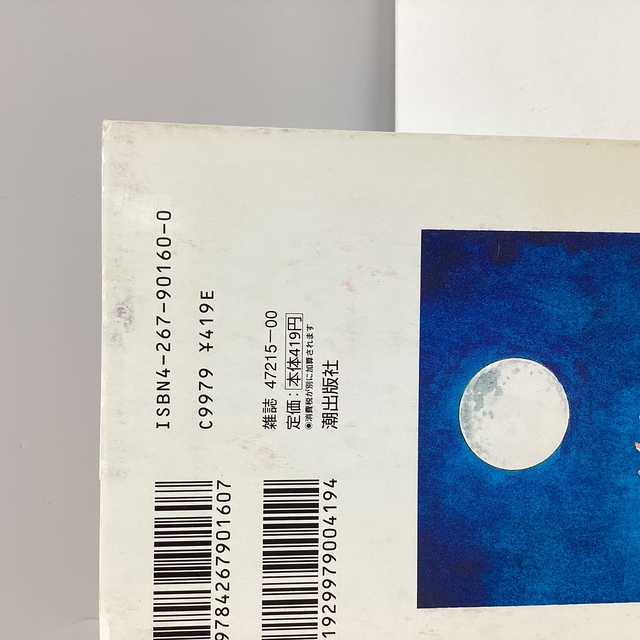 ISBN4-267-90160-0
C9979 ¥419E
雑誌 47215-00
定価:本体419円
◉消費税が別に加算されます
潮出版社
9784267901607
1929979004194